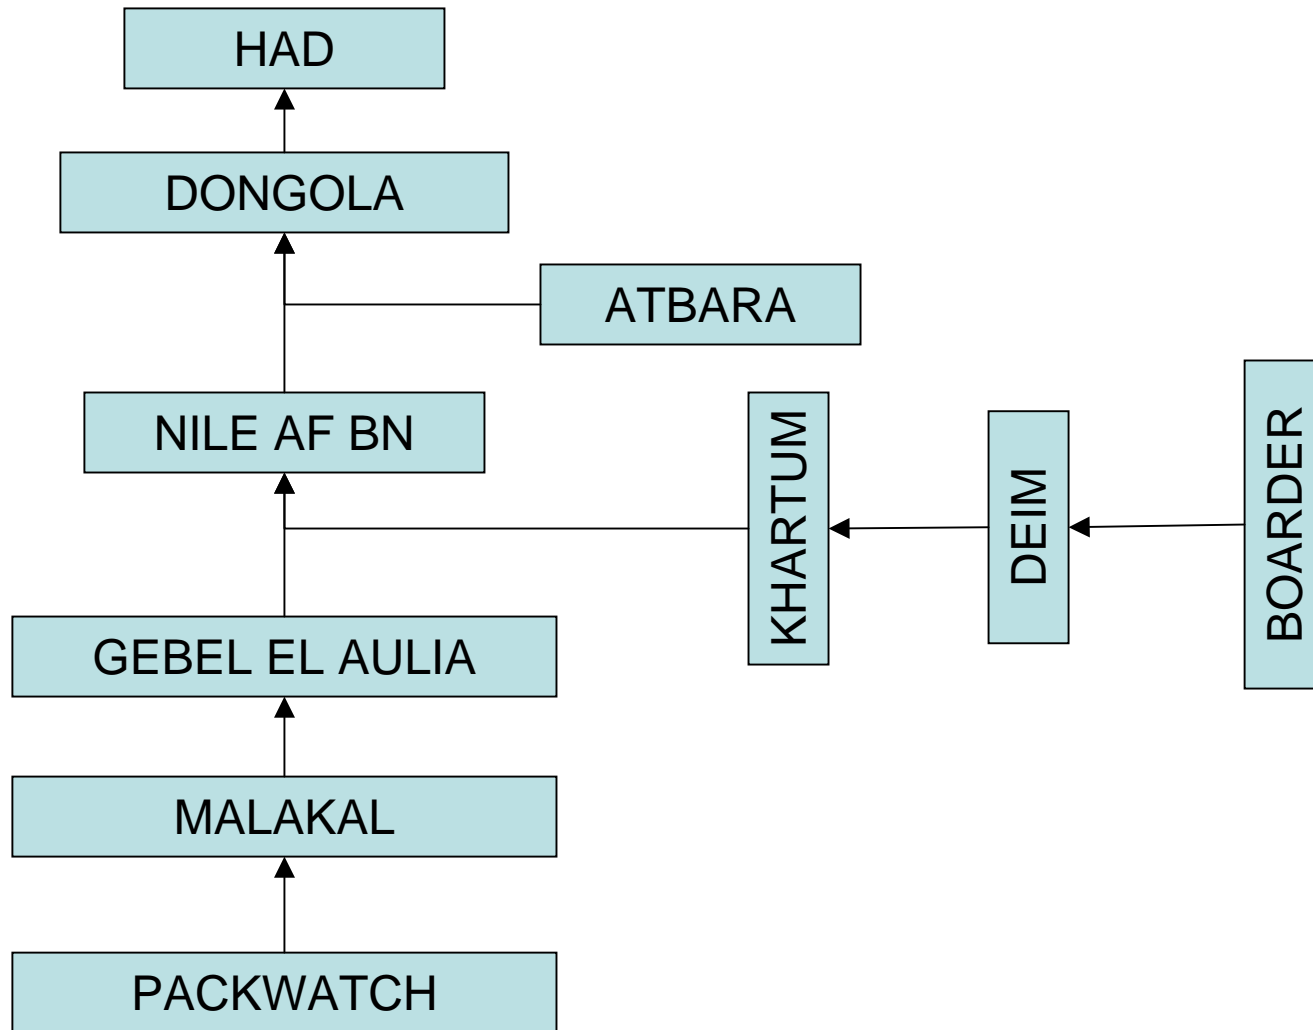 HAD
DONGOLA
ATBARA
NILE AF BN
KHARTUM
DEIM
BOARDER
GEBEL EL AULIA
MALAKAL
PACKWATCH